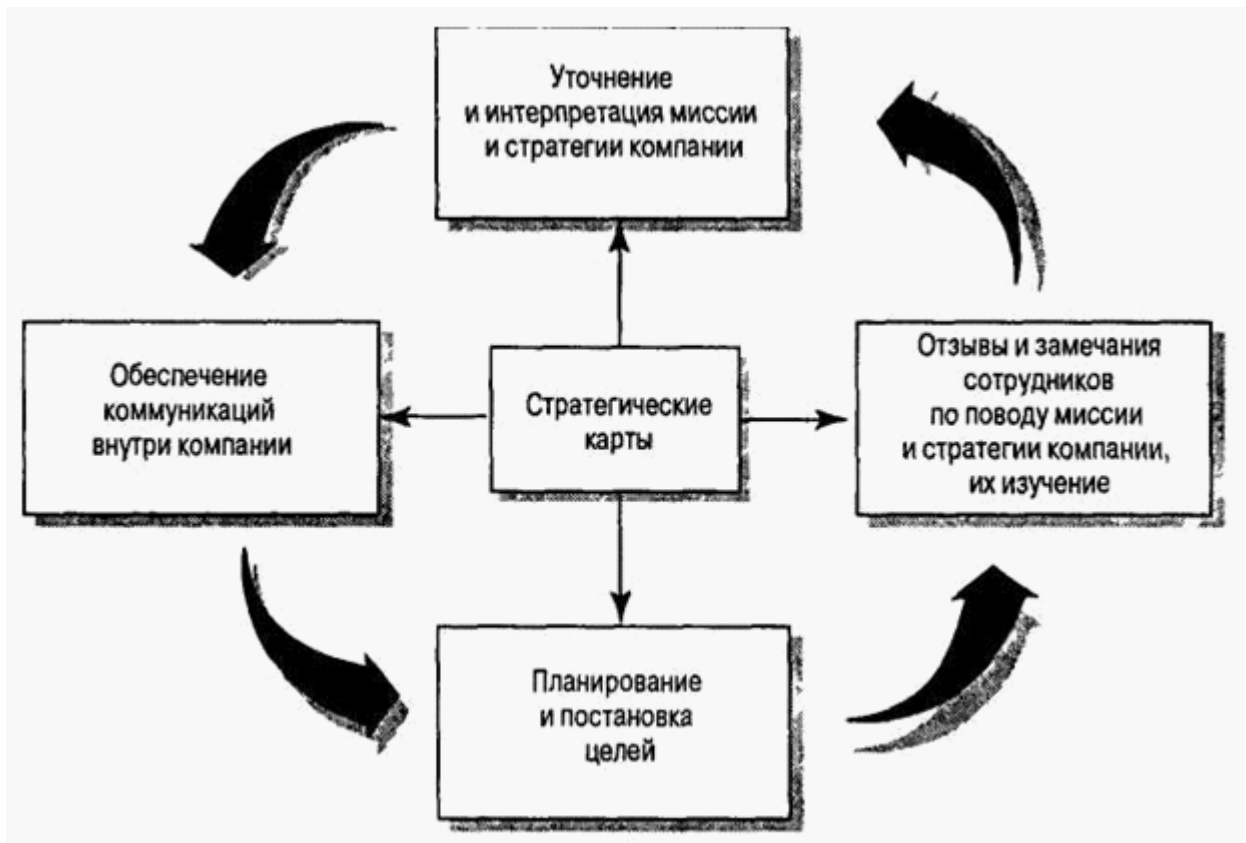 Уточнение
и интерпретация миссии
и стратегии компании
Обеспечение
коммуникаций
внутри компании
Стратегические
карты
Отзывы и замечания
сотрудников
по поводу миссии
и стратегии компании,
их изучение
Планирование
и постановка
целей